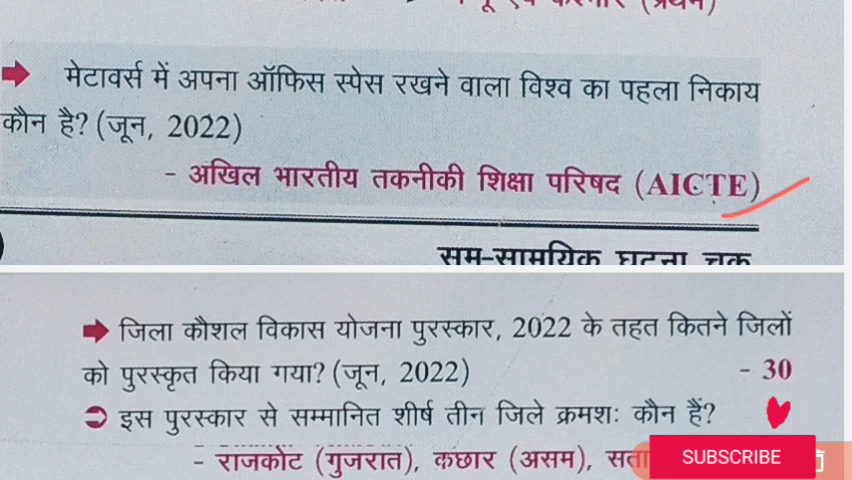 (प्रथम)
मेटावर्स में अपना ऑफिस स्पेस रखने वाला विश्व का पहला निकाय
कौन है? (जून, 2022)
- अखिल भारतीय तकनीकी शिक्षा परिषद (AICTE)
सम-सामयिक घटना चक्र
जिला कौशल विकास योजना पुरस्कार, 2022 के तहत कितने जिलों
को पुरस्कृत किया गया? (जून, 2022) - 30
इस पुरस्कार से सम्मानित शीर्ष तीन जिले क्रमशः कौन हैं?
- राजकोट (गुजरात), कछार (असम),
SUBSCRIBE